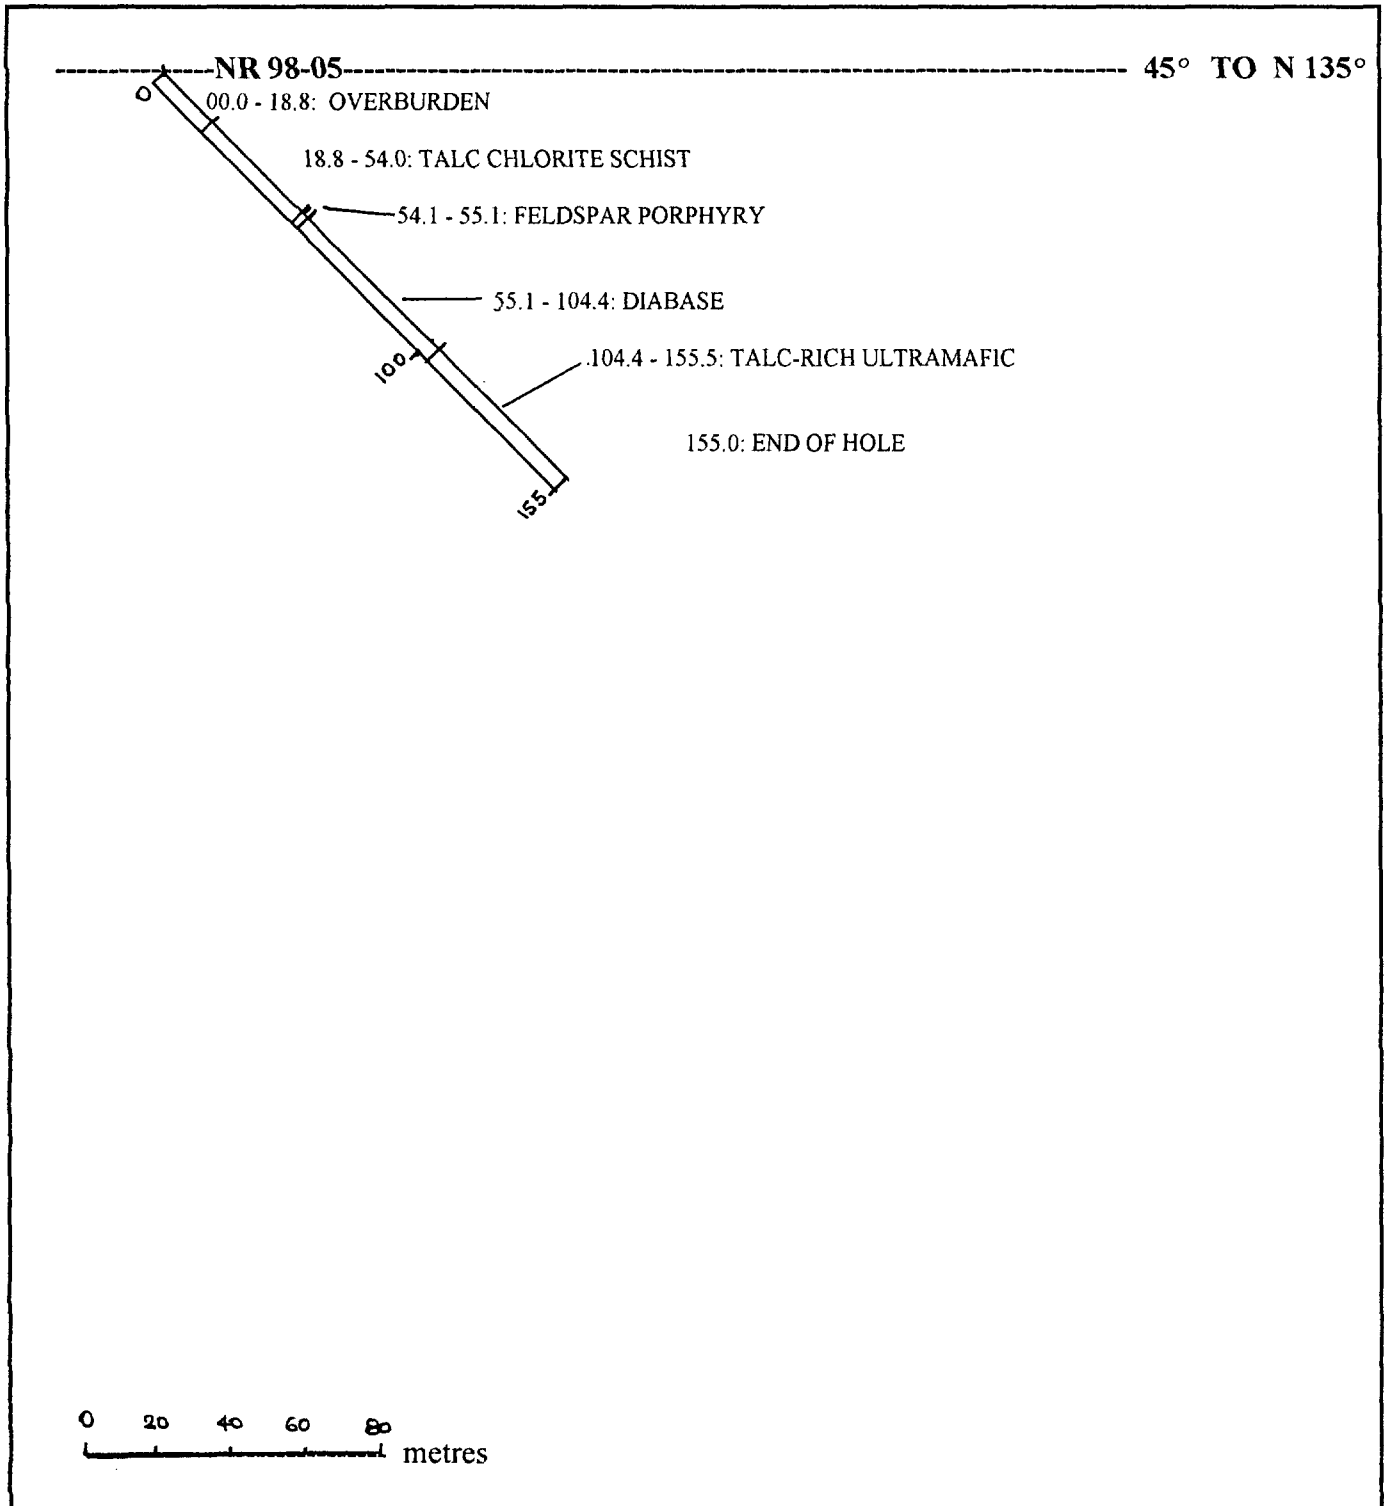 NR 98-05 45° TO N 135°
0
00.0 - 18.8: OVERBURDEN
18.8 - 54.0: TALC CHLORITE SCHIST
54.1 - 55.1: FELDSPAR PORPHYRY
55.1 - 104.4: DIABASE
100
104.4 - 155.5: TALC-RICH ULTRAMAFIC
155.0: END OF HOLE
155
0 20 40 60 80
metres